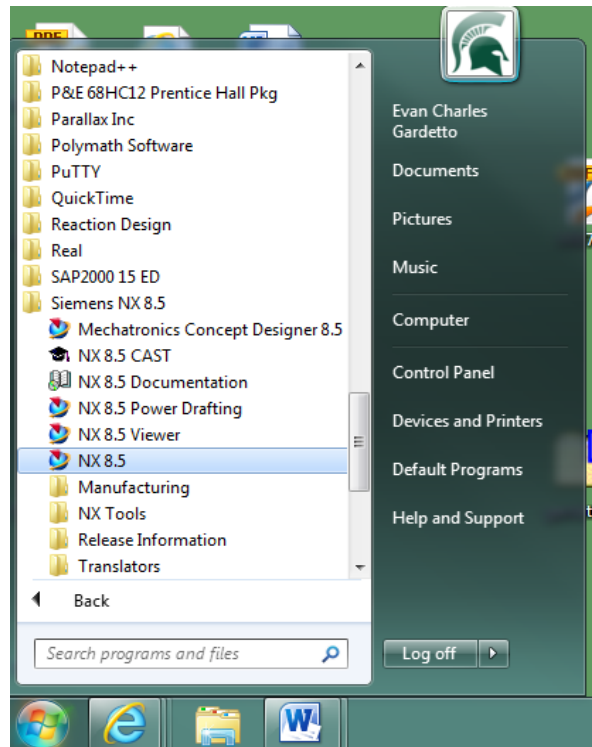 PDF
Notepad++
P&E 68HC12 Prentice Hall Pkg
Parallax Inc
Polymath Software
PuTTY
QuickTime
Reaction Design
Real
SAP2000 15 ED
Siemens NX 8.5
Mechatronics Concept Designer 8.5
NX 8.5 CAST
NX 8.5 Documentation
NX 8.5 Power Drafting
NX 8.5 Viewer
NX 8.5
Manufacturing
NX Tools
Release Information
Translators
Back
Search programs and files
Evan Charles
Gardetto
Documents
Pictures
Music
Computer
Control Panel
Devices and Printers
Default Programs
Help and Support
Log off
W